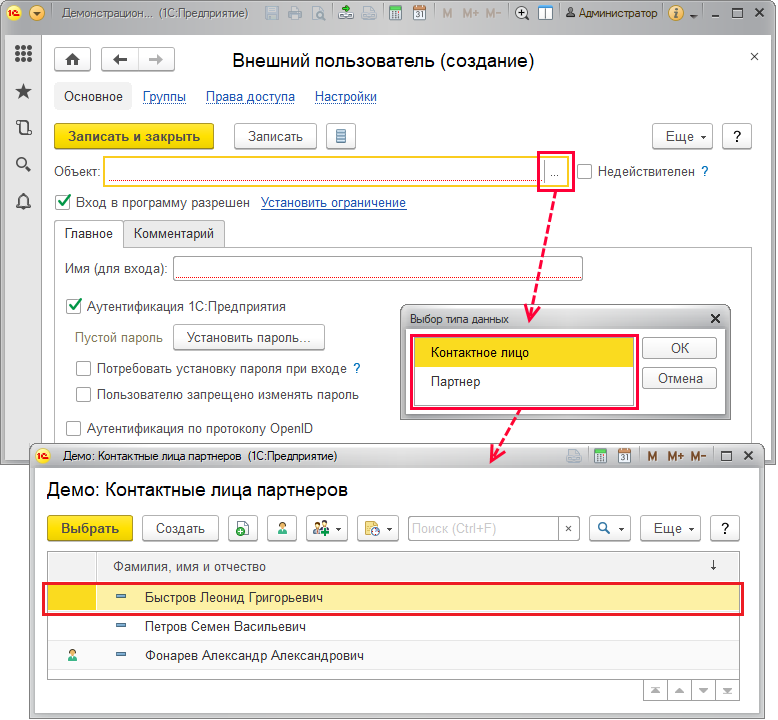 Демонстрацион... (1С:Предприятие) M M+ M- Администратор
Внешний пользователь (создание)
Основное Группы Права доступа Настройки
Записать и закрыть Записать Еще ?
Объект: ... Недействителен ?
Вход в программу разрешен Установить ограничение
Главное Комментарий
Имя (для входа):
Аутентификация 1С:Предприятия
Пустой пароль Установить пароль...
Потребовать установку пароля при входе ?
Пользователю запрещено изменять пароль
Аутентификация по протоколу OpenID
Выбор типа данных
Контактное лицо
Партнер
OK
Отмена
Демо: Контактные лица партнеров (1С:Предприятие) 31 M M+ M-
Демо: Контактные лица партнеров
Выбрать Создать Поиск (Ctrl+F) × Еще ?
Фамилия, имя и отчество ↓
Быстров Леонид Григорьевич
Петров Семен Васильевич
Фонарев Александр Александрович